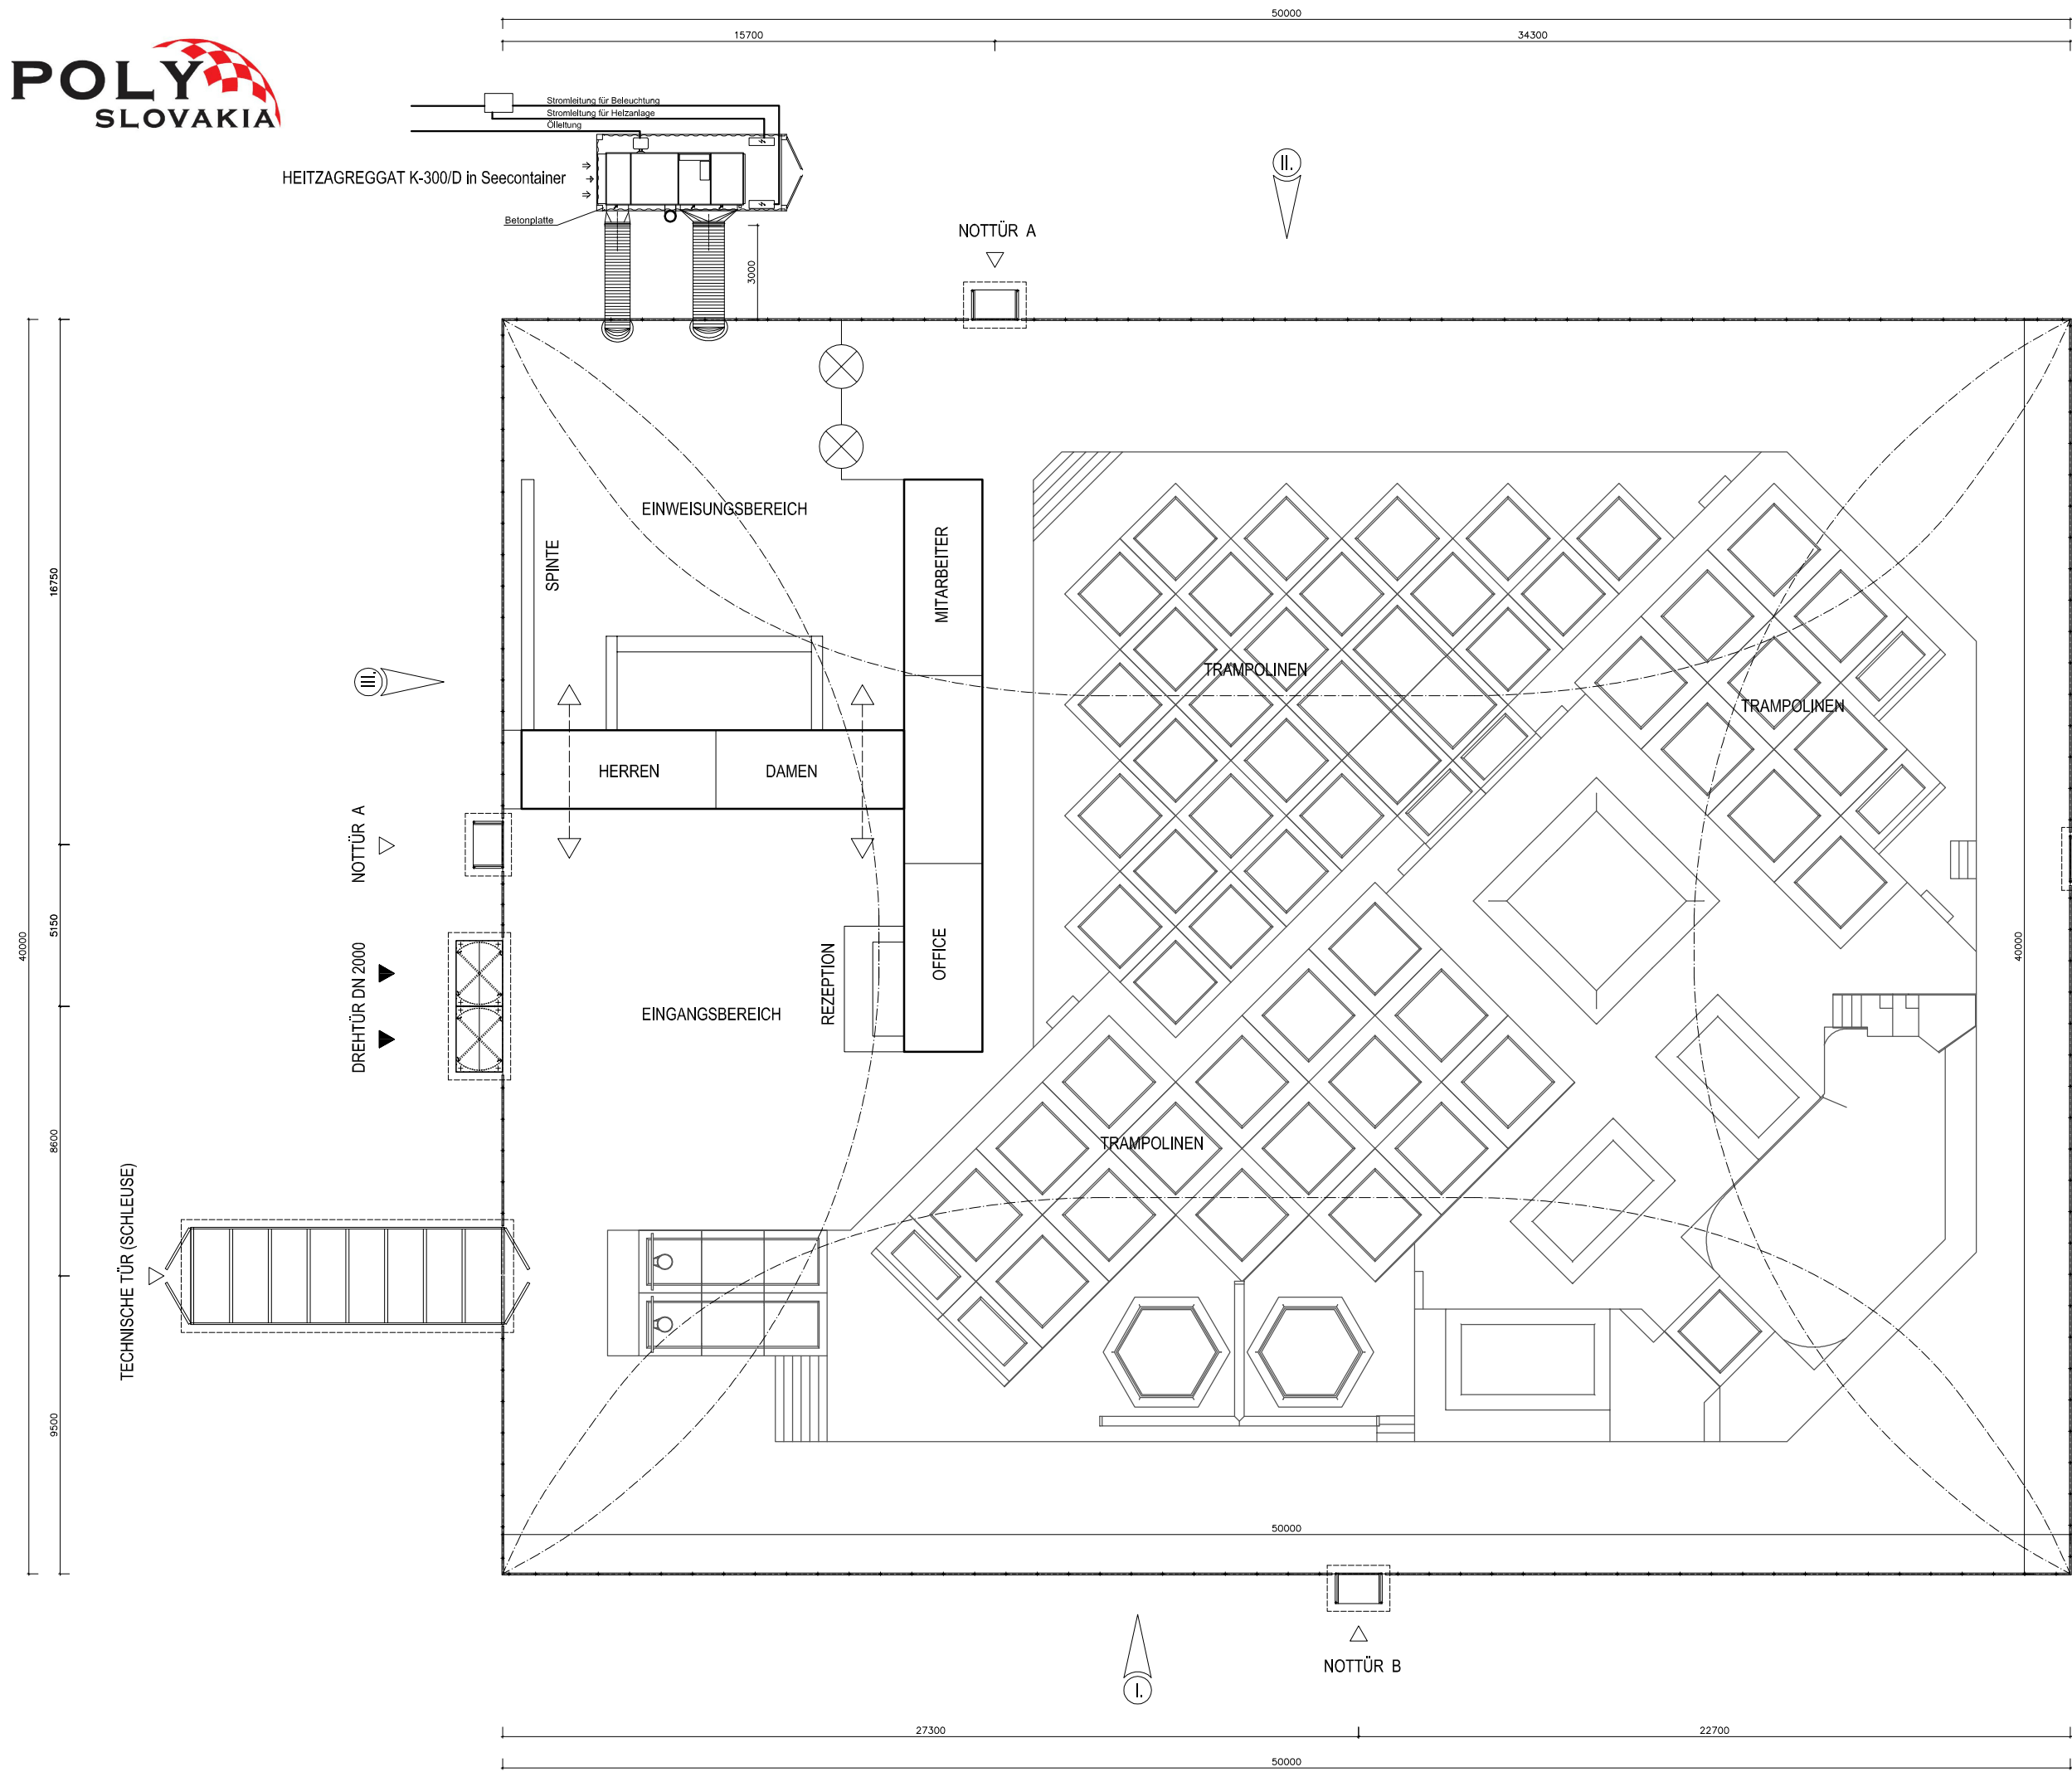 50000
15700
34300
POLY
SLOVAKIA
Stromleitung für Beleuchtung
Stromleitung für Heizanlage
Ölleitung
HEITZAGREGGAT K-300/D in Seecontainer
Betonplatte
3000
NOTTÜR A
II.
EINWEISUNGSBEREICH
SPINTE
MITARBEITER
16750
TRAMPOLINEN
TRAMPOLINEN
III.
HERREN
DAMEN
NOTTÜR A
5150
40000
40000
DREHTÜR DN 2000
OFFICE
REZEPTION
EINGANGSBEREICH
8600
TRAMPOLINEN
TECHNISCHE TÜR (SCHLEUSE)
9500
50000
NOTTÜR B
I.
27300
22700
50000